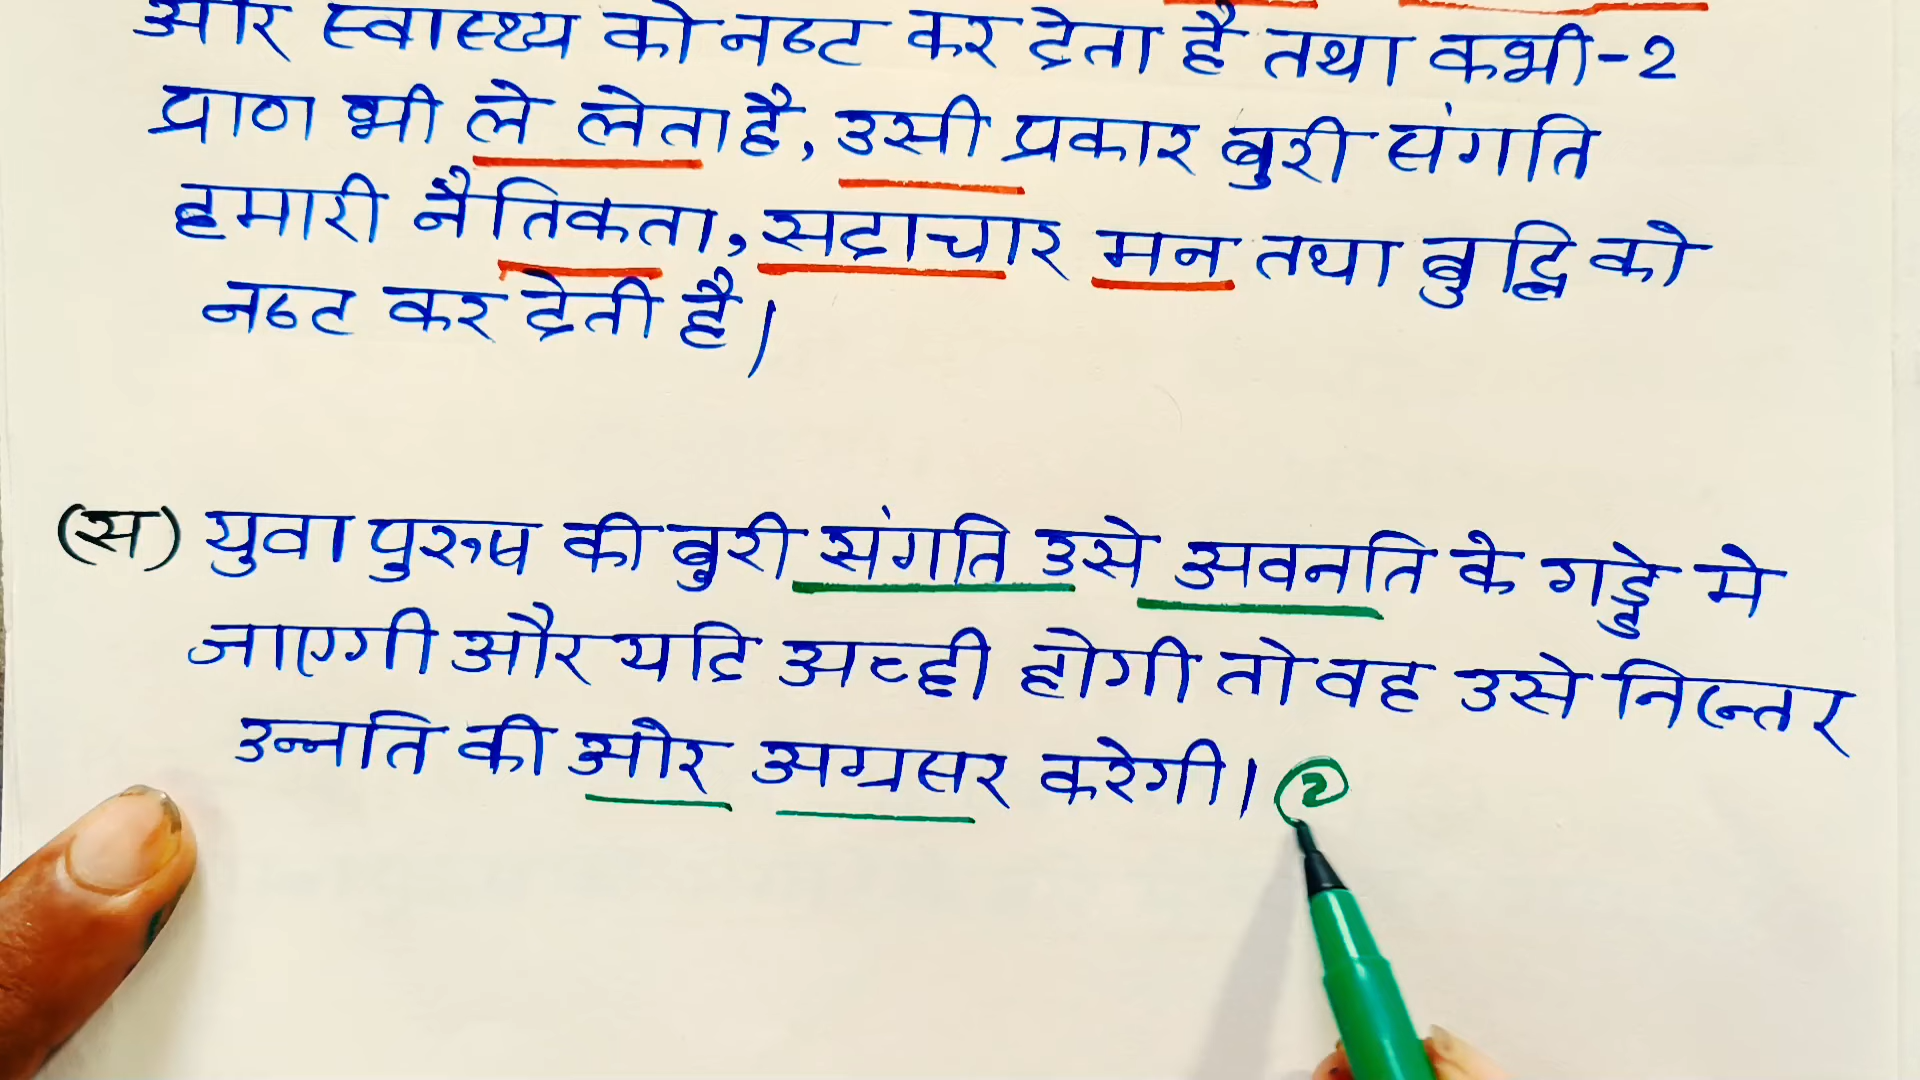 और स्वास्थ्य को नष्ट कर देता है तथा कभी-2
प्राण भी ले लेता है, उसी प्रकार बुरी संगति
हमारी नैतिकता, सदाचार मन तथा बुद्धि को
नष्ट कर देती है।
(स) युवा पुरुष की बुरी संगति उसे अवनति के गड्ढे मे
जाएगी और यदि अच्छी होगी तो वह उसे निरन्तर
उन्नति की ओर अग्रसर करेगी। 2